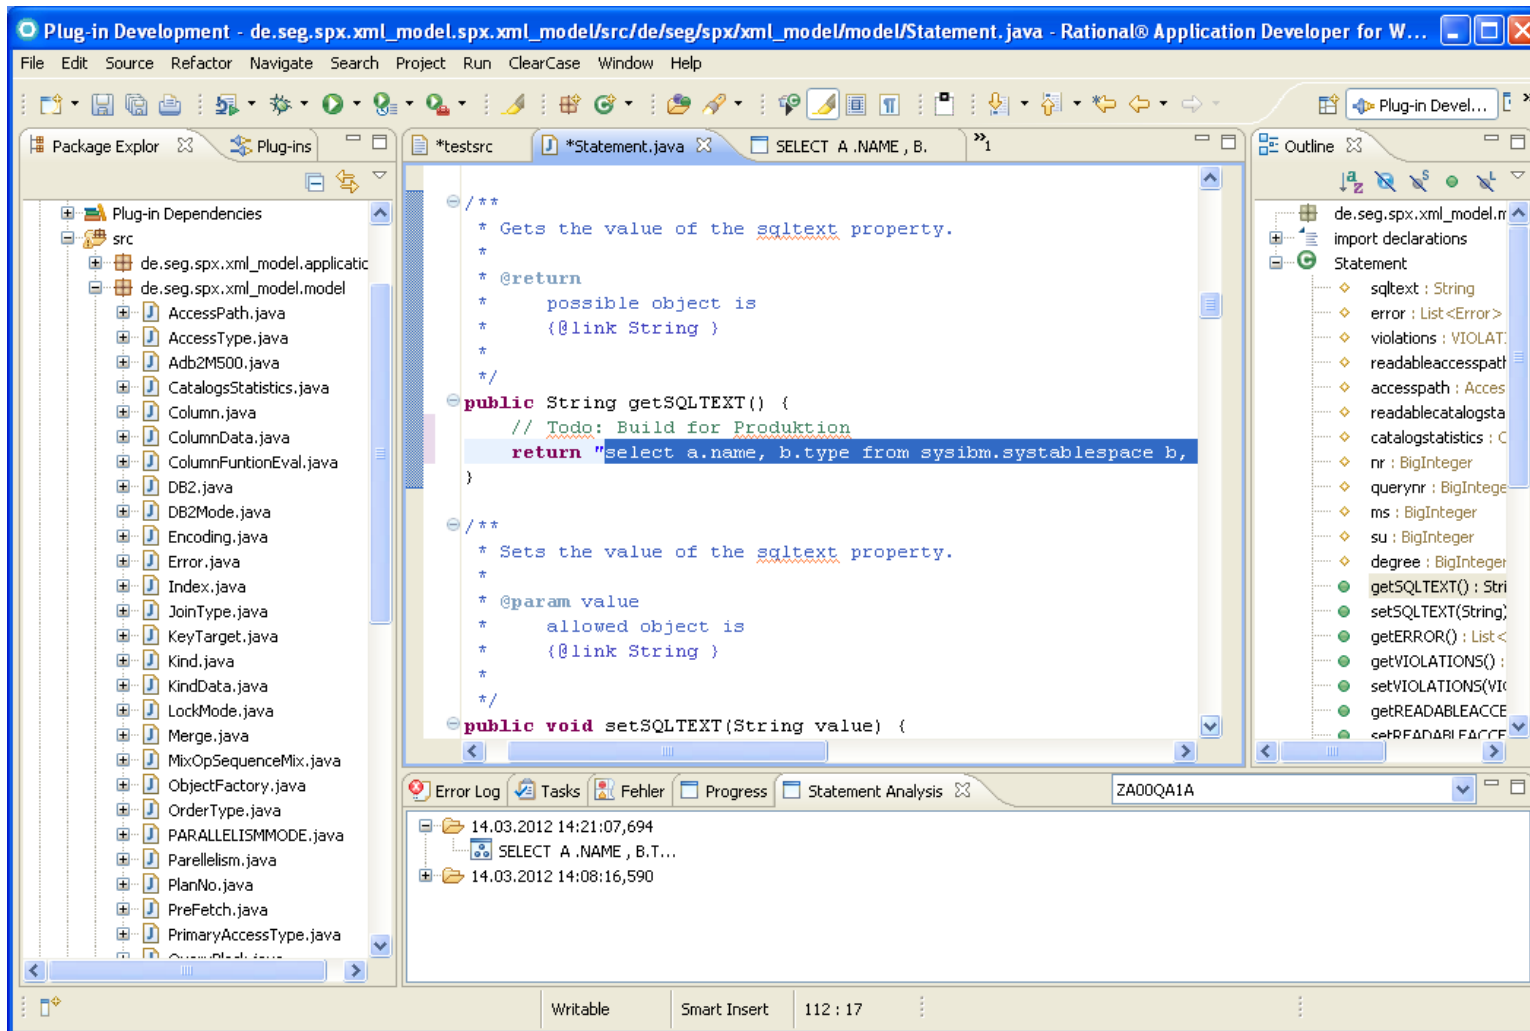 Plug-in Development - de.seg.spx.xml_model.spx.xml_model/src/de/seg/spx/xml_model/model/Statement.java - Rational® Application Developer for W...
File Edit Source Refactor Navigate Search Project Run ClearCase Window Help
Plug-in Devel...
Package Explor
Plug-ins
Plug-in Dependencies
src
de.seg.spx.xml_model.applicatic
de.seg.spx.xml_model.model
AccessPath.java
AccessType.java
Adb2M500.java
CatalogsStatistics.java
Column.java
ColumnData.java
ColumnFuntionEval.java
DB2.java
DB2Mode.java
Encoding.java
Error.java
Index.java
JoinType.java
KeyTarget.java
Kind.java
KindData.java
LockMode.java
Merge.java
MixOpSequenceMix.java
ObjectFactory.java
OrderType.java
PARALLELISMMODE.java
Parellelism.java
PlanNo.java
PreFetch.java
PrimaryAccessType.java
*testsrc
*Statement.java
SELECT A .NAME , B.
»1
/**
* Gets the value of the sqltext property.
*
* @return
* possible object is
* {@link String }
*
*/
public String getSQLTEXT() {
// Todo: Build for Produktion
return "select a.name, b.type from sysibm.systablespace b,
}
/**
* Sets the value of the sqltext property.
*
* @param value
* allowed object is
* {@link String }
*
*/
public void setSQLTEXT(String value) {
Outline
de.seg.spx.xml_model.m
import declarations
Statement
sqltext : String
error : List<Error>
violations : VIOLAT
readableaccesspath
accesspath : Acces
readablecatalogsta
catalogstatistics : C
nr : BigInteger
querynr : BigIntege
ms : BigInteger
su : BigInteger
degree : BigInteger
getSQLTEXT() : Stri
setSQLTEXT(String)
getERROR() : List<
getVIOLATIONS() :
setVIOLATIONS(VI
getREADABLEACCE
setREADABLEACCE
Error Log
Tasks
Fehler
Progress
Statement Analysis
ZA00QA1A
14.03.2012 14:21:07,694
SELECT A .NAME , B.T...
14.03.2012 14:08:16,590
Writable
Smart Insert
112 : 17